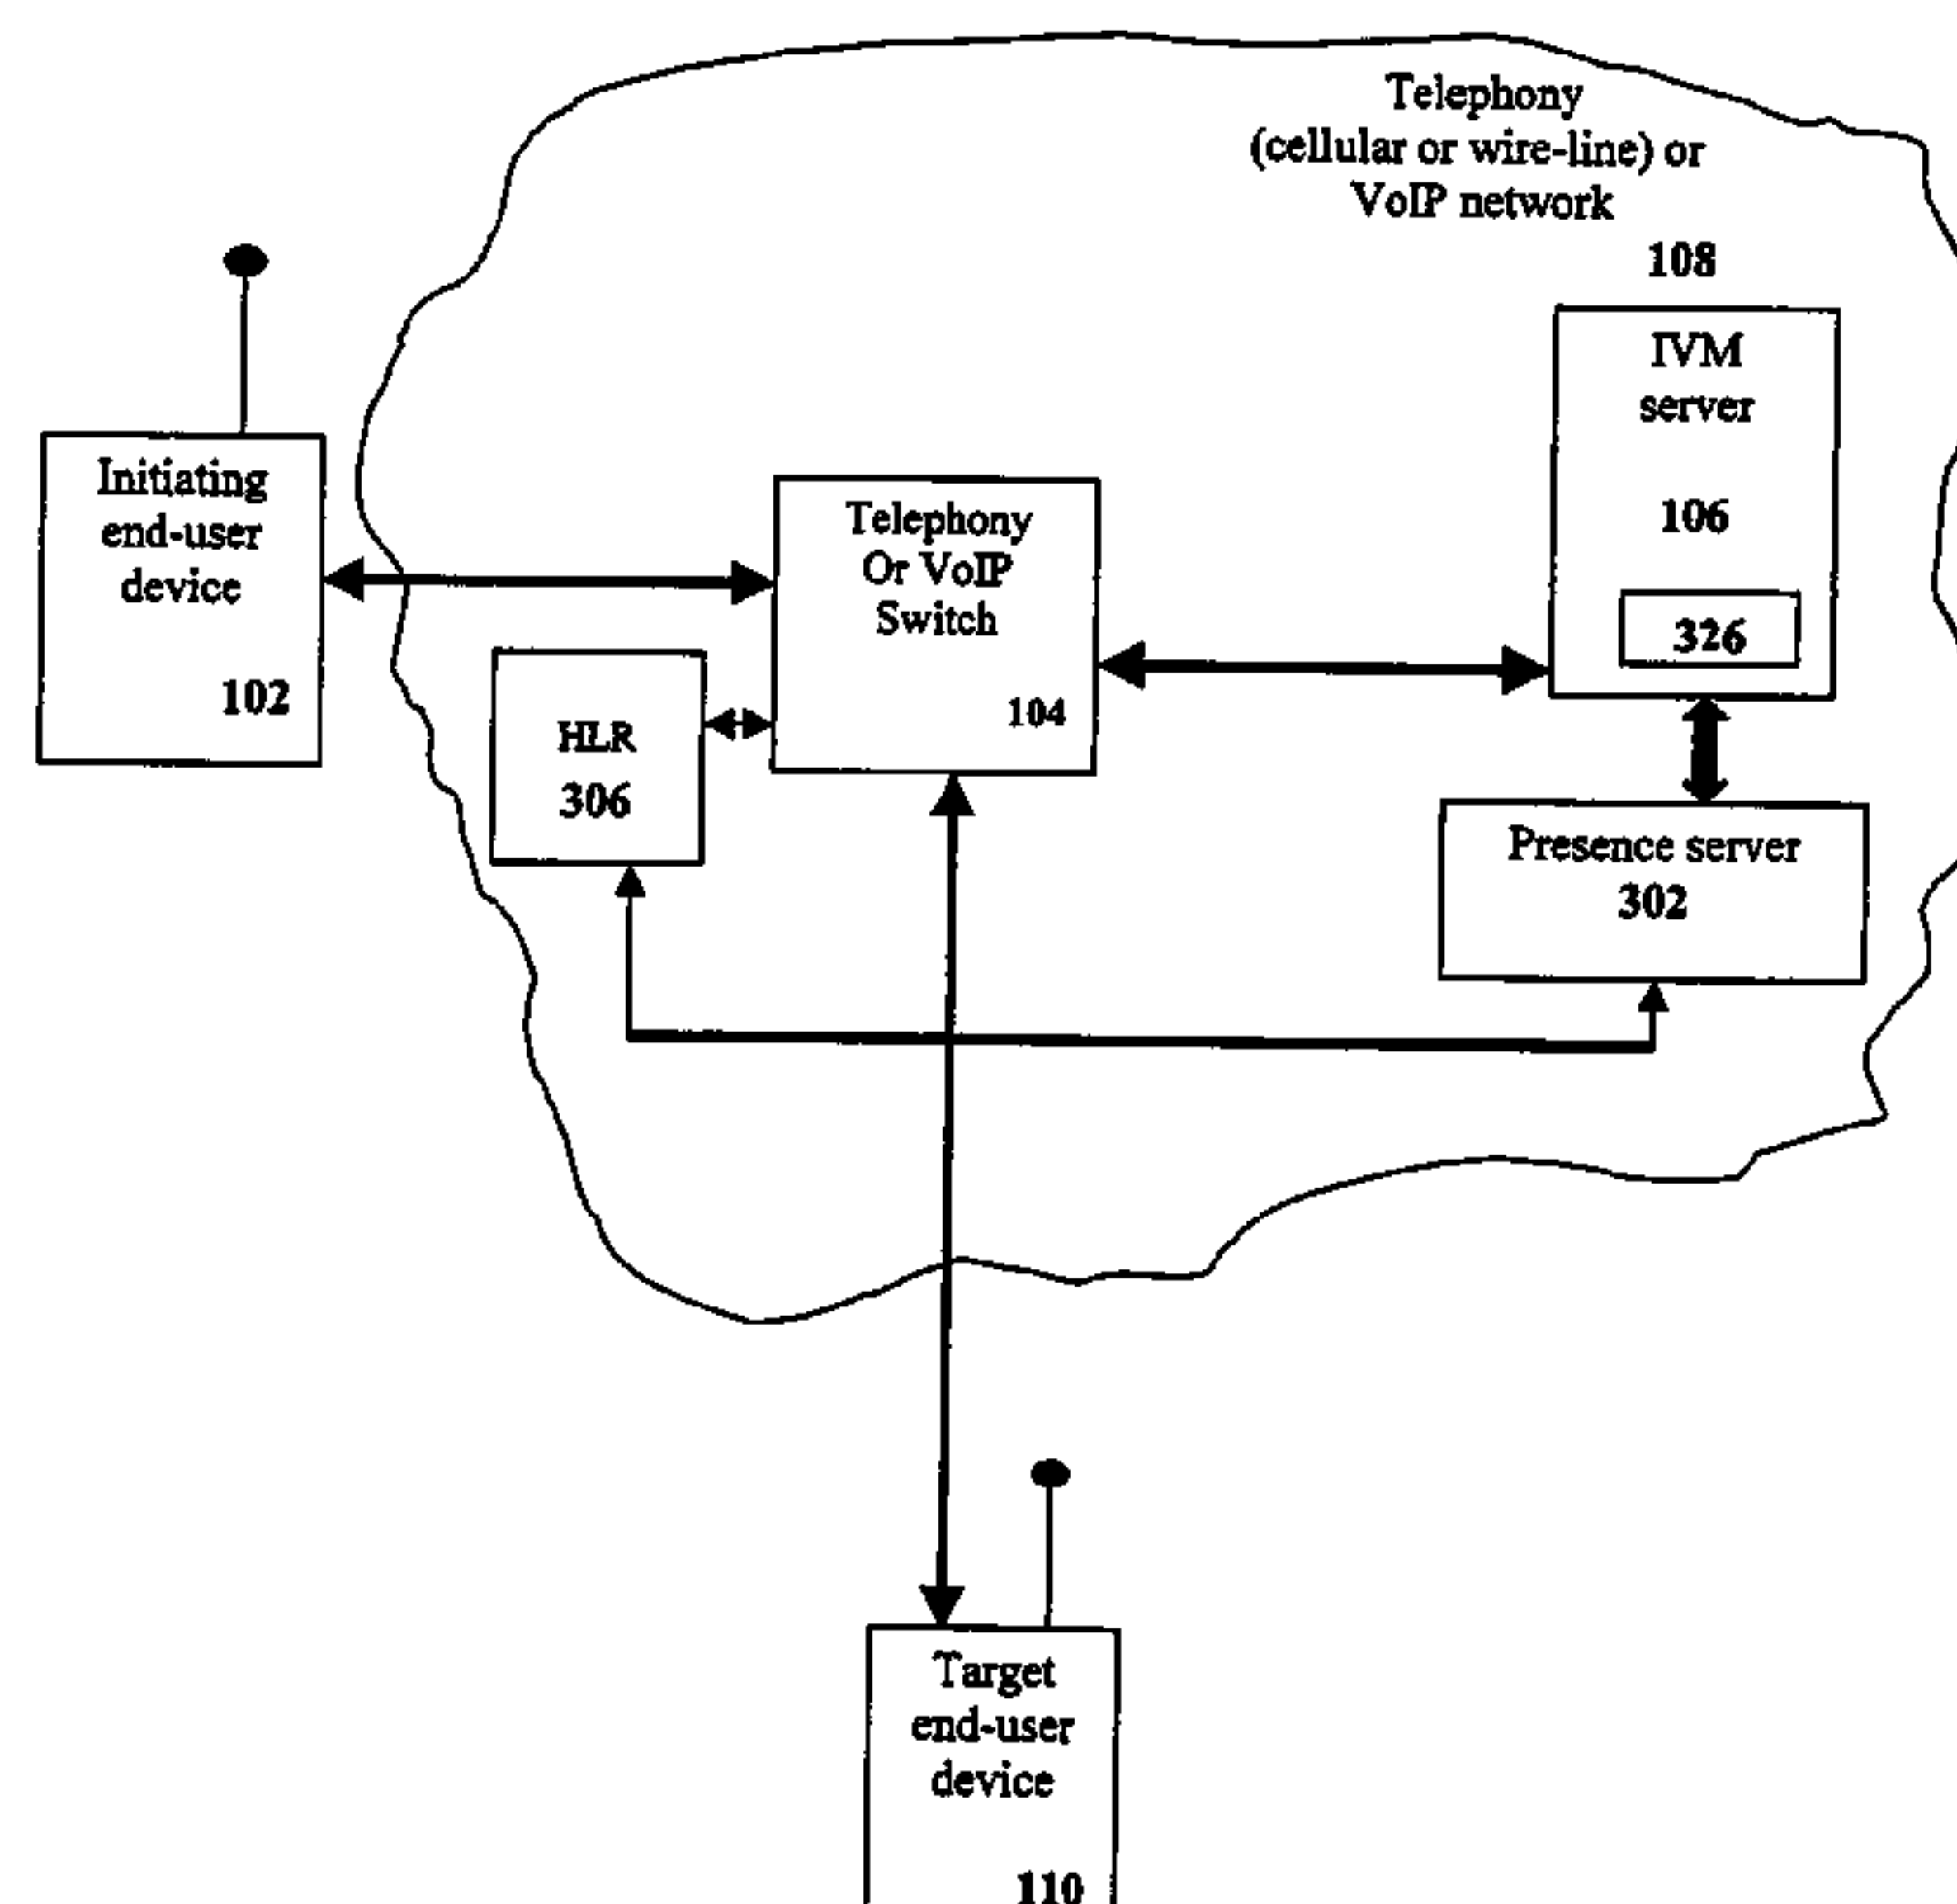 Telephony
(cellular or wire-line) or
VoIP network
108
IVM
server
106
326
Initiating
end-user
device
102
Telephony
Or VoIP
Switch
104
HLR
306
Presence server
302
Target
end-user
device
110